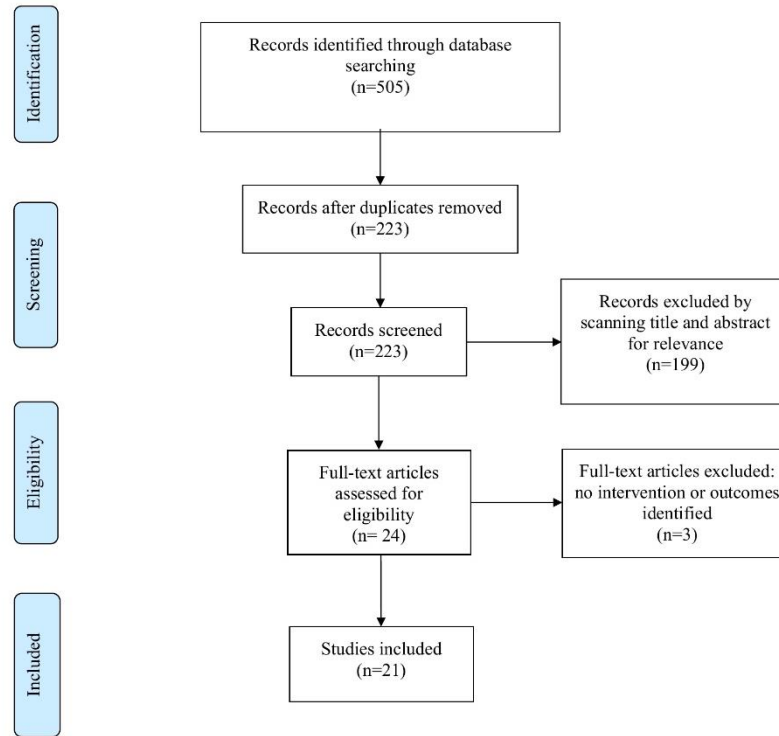 Identification
Records identified through database
searching
(n=505)
Records after duplicates removed
(n=223)
Screening
Records screened
(n=223)
Records excluded by
scanning title and abstract
for relevance
(n=199)
Eligibility
Full-text articles
assessed for
eligibility
(n= 24)
Full-text articles excluded:
no intervention or outcomes
identified
(n=3)
Included
Studies included
(n=21)